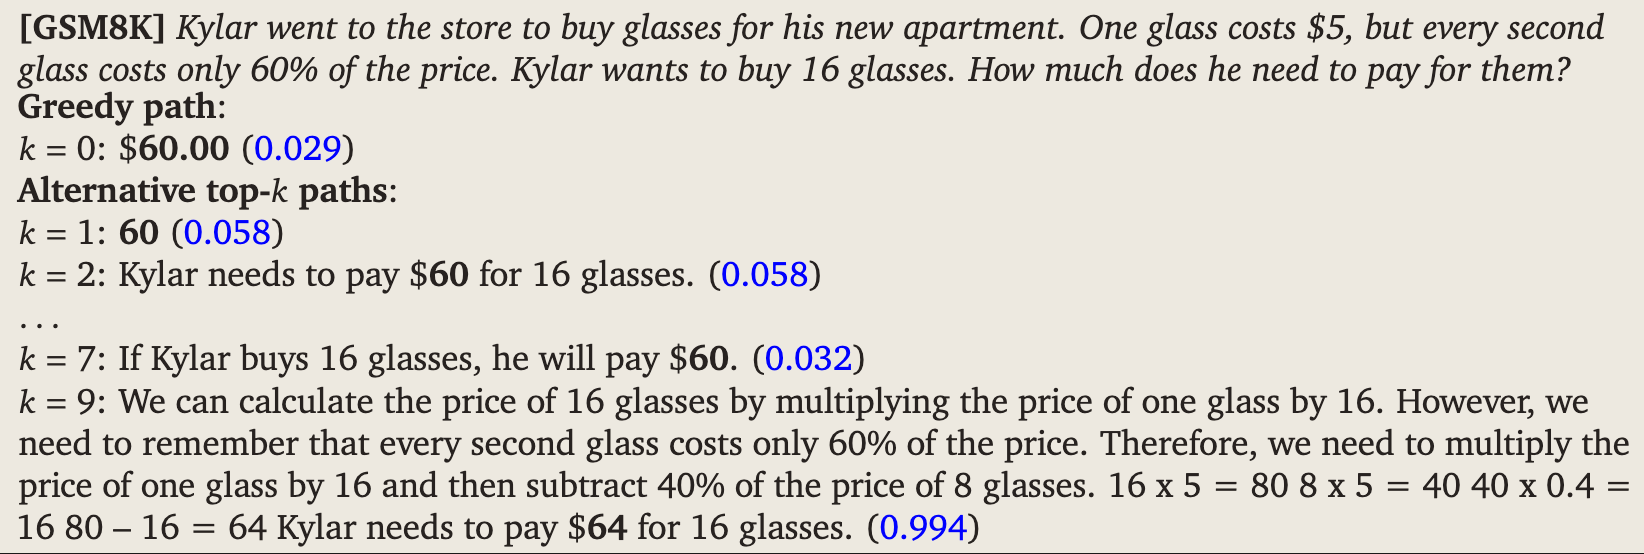 [GSM8K] Kylar went to the store to buy glasses for his new apartment. One glass costs $5, but every second
glass costs only 60% of the price. Kylar wants to buy 16 glasses. How much does he need to pay for them?
Greedy path:
k = 0: $60.00 (0.029)
Alternative top-k paths:
k = 1: 60 (0.058)
k = 2: Kylar needs to pay $60 for 16 glasses. (0.058)
...
k = 7: If Kylar buys 16 glasses, he will pay $60. (0.032)
k = 9: We can calculate the price of 16 glasses by multiplying the price of one glass by 16. However, we
need to remember that every second glass costs only 60% of the price. Therefore, we need to multiply the
price of one glass by 16 and then subtract 40% of the price of 8 glasses. 16 x 5 = 80 8 x 5 = 40 40 x 0.4 =
16 80 – 16 = 64 Kylar needs to pay $64 for 16 glasses. (0.994)